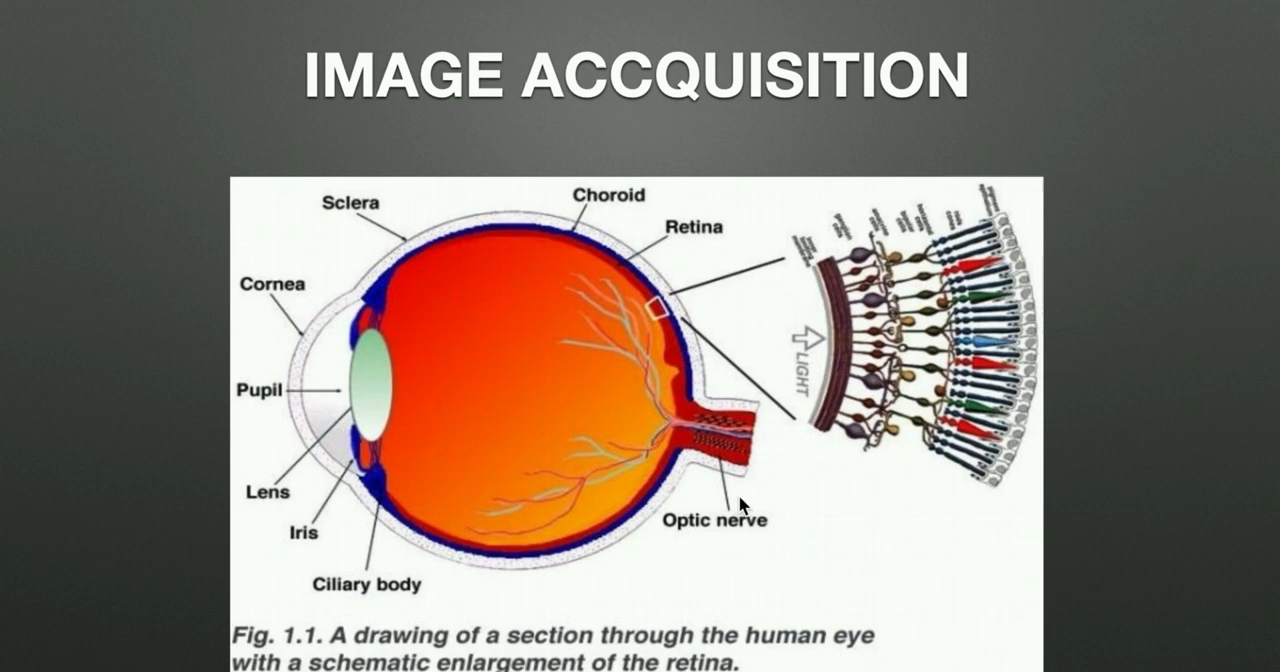 IMAGE ACCQUISITION
Sclera
Choroid
Retina
Cornea
Pupil
LIGHT
Lens
Iris
Optic nerve
Ciliary body
Fig. 1.1. A drawing of a section through the human eye
with a schematic enlargement of the retina.